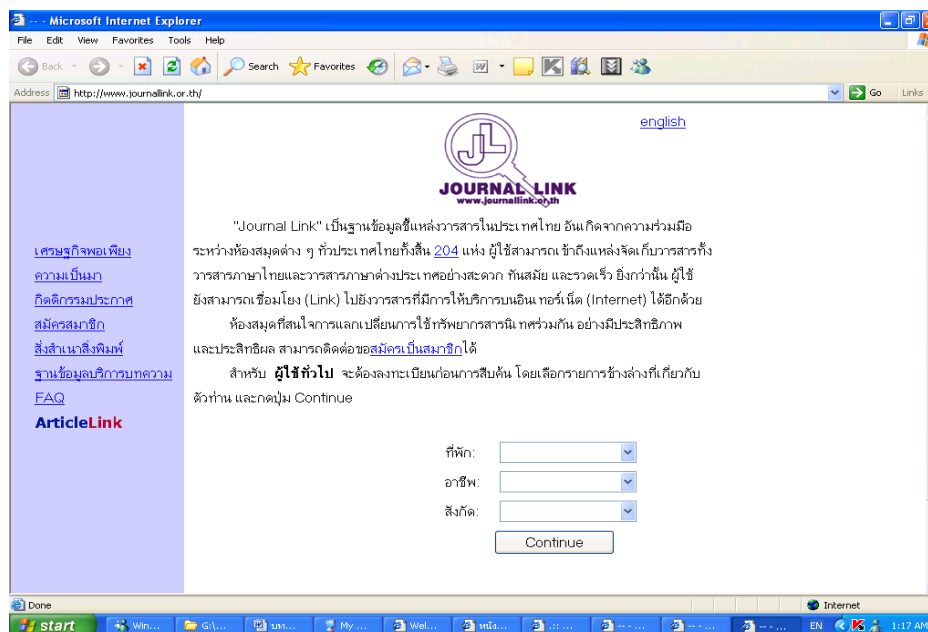 -- - Microsoft Internet Explorer
File Edit View Favorites Tools Help
Back Search Favorites
Address http://www.journallink.or.th/ Go Links
english
JL
JOURNAL LINK
www.journallink.or.th
"Journal Link" เป็นฐานข้อมูลชี้แหล่งวารสารในประเทศไทย อันเกิดจากความร่วมมือ
ระหว่างห้องสมุดต่าง ๆ ทั่วประเทศไทยทั้งสิ้น 204 แห่ง ผู้ใช้สามารถเข้าถึงแหล่งจัดเก็บวารสารทั้ง
วารสารภาษาไทยและวารสารภาษาต่างประเทศอย่างสะดวก ทันสมัย และรวดเร็ว ยิ่งกว่านั้น ผู้ใช้
ยังสามารถเชื่อมโยง (Link) ไปยังวารสารที่มีการให้บริการบนอินเทอร์เน็ต (Internet) ได้อีกด้วย
ห้องสมุดที่สนใจการแลกเปลี่ยนการใช้ทรัพยากรสารนิเทศร่วมกัน อย่างมีประสิทธิภาพ
และประสิทธิผล สามารถติดต่อขอสมัครเป็นสมาชิกได้
สำหรับ ผู้ใช้ทั่วไป จะต้องลงทะเบียนก่อนการสืบค้น โดยเลือกรายการข้างล่างที่เกี่ยวกับ
ตัวท่าน และกดปุ่ม Continue
เศรษฐกิจพอเพียง
ความเป็นมา
กิตติกรรมประกาศ
สมัครสมาชิก
สั่งสำเนาสิ่งพิมพ์
ฐานข้อมูลบริการบทความ
FAQ
ArticleLink
ที่พัก:
อาชีพ:
สังกัด:
Continue
Done Internet
start Win... G:\... บท... My ... Wel... หนัง... .:: ... -- - ... -- - ... -- - ... EN 1:17 AM